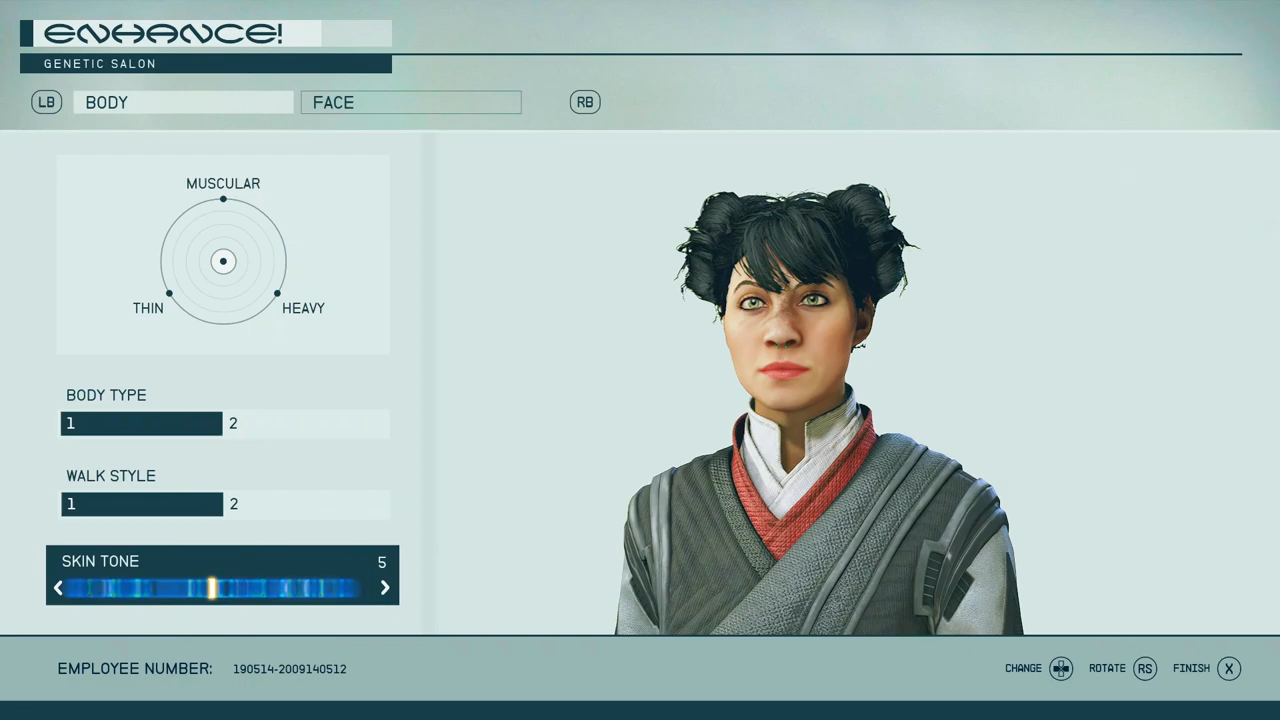 ENHANCE!
GENETIC SALON
LB BODY FACE RB
MUSCULAR
THIN HEAVY
BODY TYPE
1 2
WALK STYLE
1 2
SKIN TONE 5
EMPLOYEE NUMBER: 190514-2009140512 CHANGE ROTATE RS FINISH X